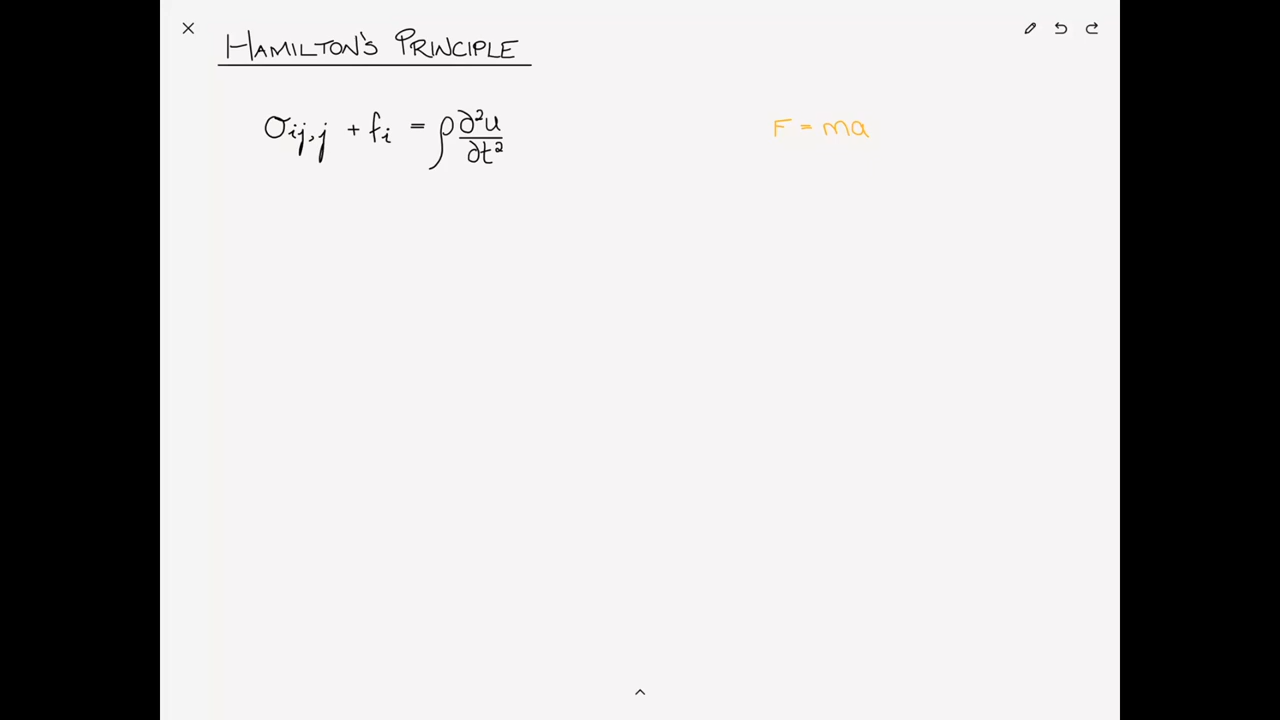 HAMILTON'S PRINCIPLE
σij,j + fi = ρ ∂²u/∂t²
F = ma